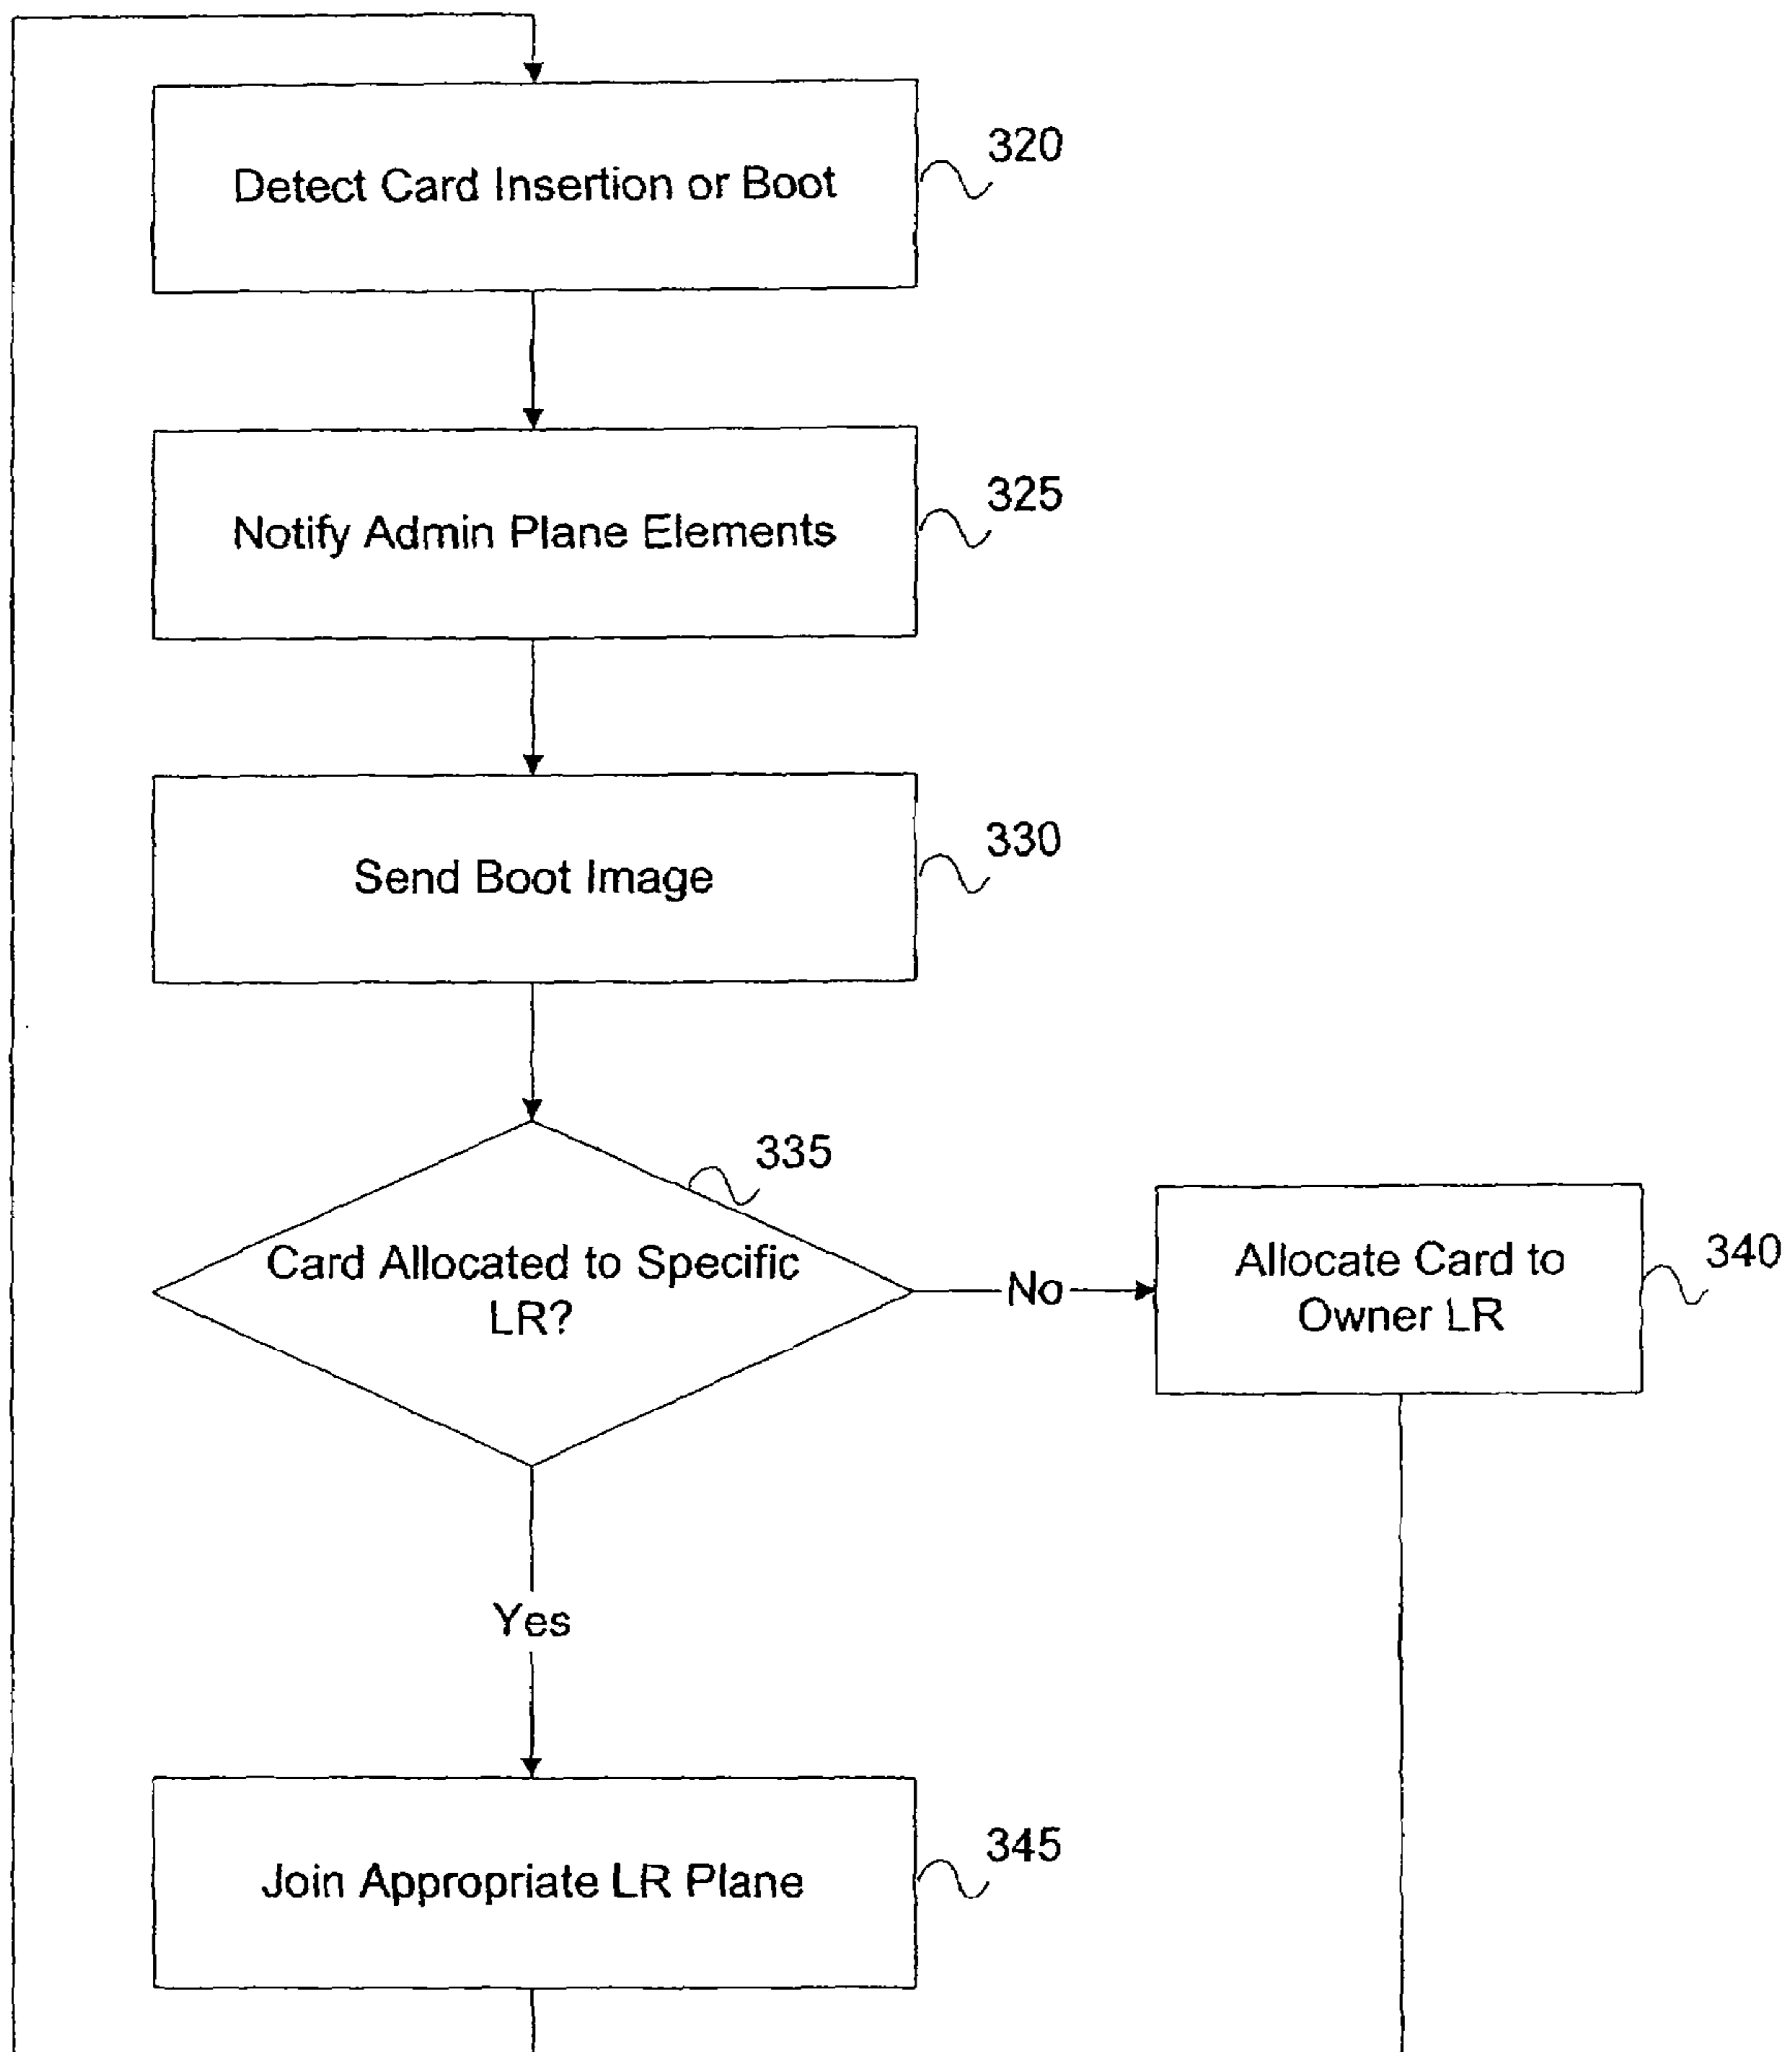 Detect Card Insertion or Boot
320
Notify Admin Plane Elements
325
Send Boot Image
330
335
Card Allocated to Specific
LR?
No
Allocate Card to
Owner LR
340
Yes
Join Appropriate LR Plane
345